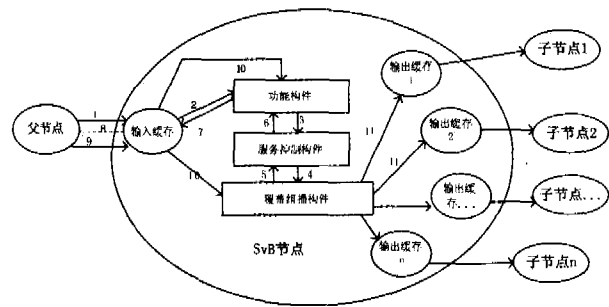 10
输出缓存
1
子节点1
父节点
1
8
9
输入缓存
2
7
功能构件
6
3
服务控制构件
5
4
10
覆盖组播构件
11
输出缓存
2
子节点2
11
输出缓
存...
子节点...
输出缓存
n
子节点n
SvB节点